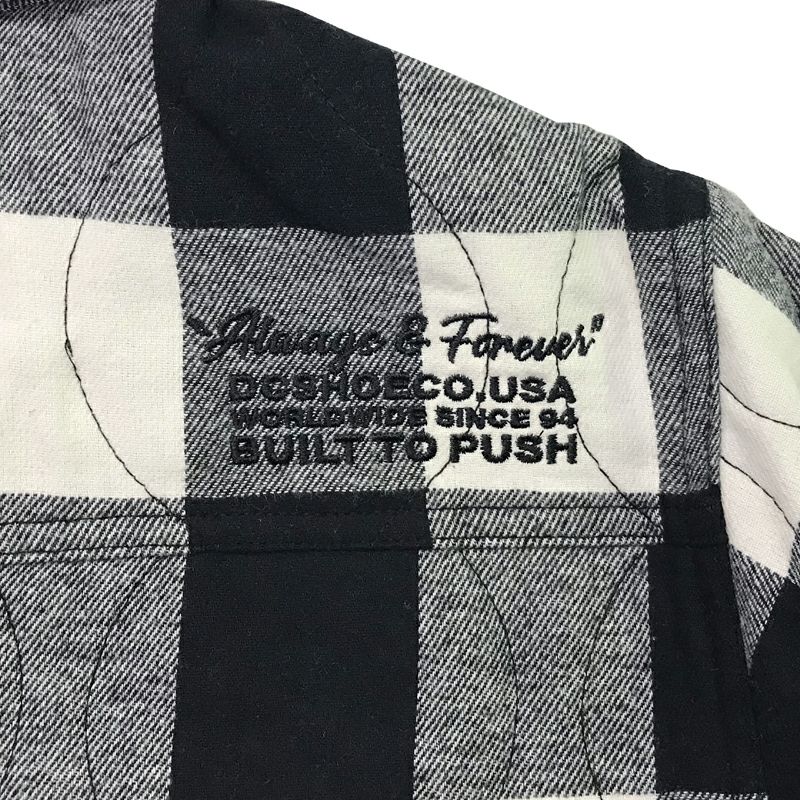 "Always & Forever"
DCSHOECO.USA
WORLDWIDE SINCE 94
BUILT TO PUSH